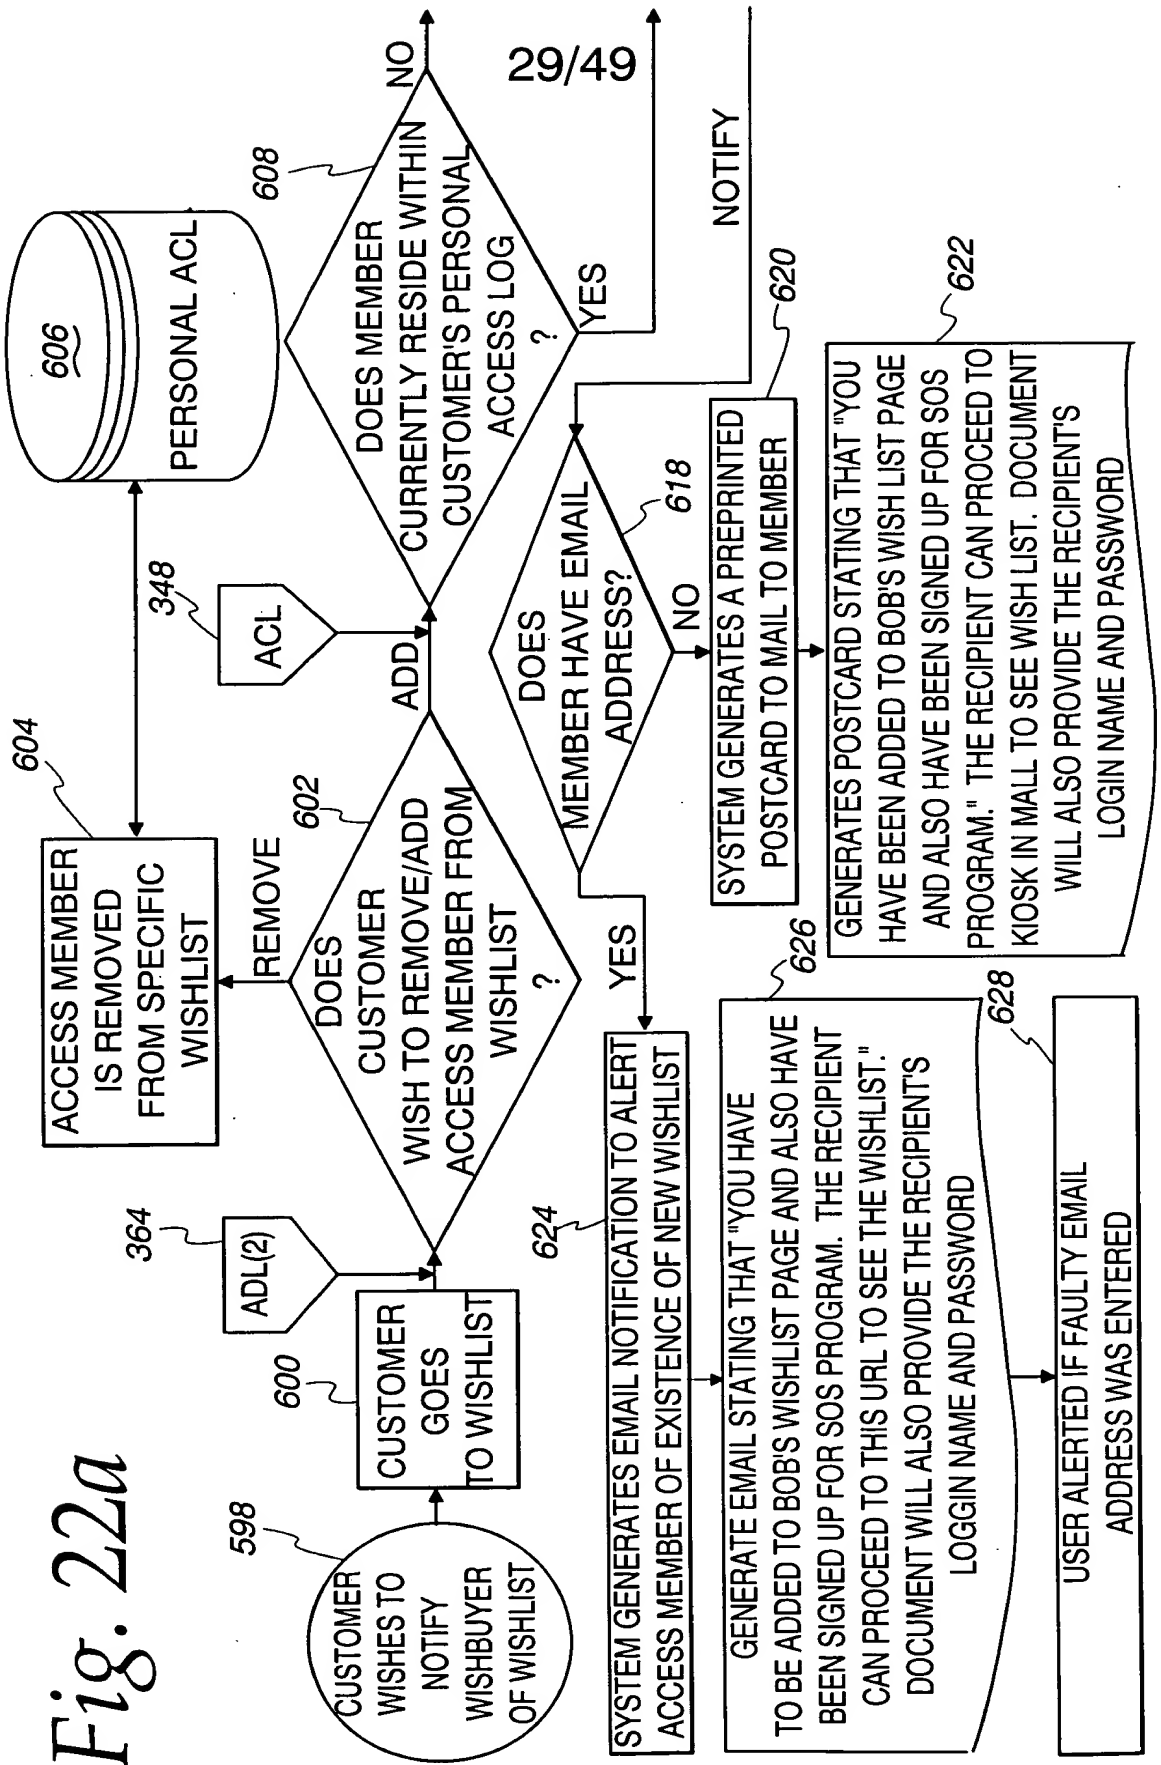 Fig. 22a
29/49
598
CUSTOMER
WISHES TO
NOTIFY
WISHBUYER
OF WISHLIST
600
CUSTOMER
GOES
TO WISHLIST
364
ADL(2)
602
DOES
CUSTOMER
WISH TO REMOVE/ADD
ACCESS MEMBER FROM
WISHLIST
?
REMOVE
604
ACCESS MEMBER
IS REMOVED
FROM SPECIFIC
WISHLIST
606
PERSONAL ACL
ADD
348
ACL
608
DOES MEMBER
CURRENTLY RESIDE WITHIN
CUSTOMER'S PERSONAL
ACCESS LOG
?
NO
YES
NOTIFY
618
DOES
MEMBER HAVE EMAIL
ADDRESS?
YES
NO
620
SYSTEM GENERATES A PREPRINTED
POSTCARD TO MAIL TO MEMBER
622
GENERATES POSTCARD STATING THAT "YOU
HAVE BEEN ADDED TO BOB'S WISH LIST PAGE
AND ALSO HAVE BEEN SIGNED UP FOR SOS
PROGRAM." THE RECIPIENT CAN PROCEED TO
KIOSK IN MALL TO SEE WISH LIST. DOCUMENT
WILL ALSO PROVIDE THE RECIPIENT'S
LOGIN NAME AND PASSWORD
624
SYSTEM GENERATES EMAIL NOTIFICATION TO ALERT
ACCESS MEMBER OF EXISTENCE OF NEW WISHLIST
626
GENERATE EMAIL STATING THAT "YOU HAVE
TO BE ADDED TO BOB'S WISHLIST PAGE AND ALSO HAVE
BEEN SIGNED UP FOR SOS PROGRAM. THE RECIPIENT
CAN PROCEED TO THIS URL TO SEE THE WISHLIST."
DOCUMENT WILL ALSO PROVIDE THE RECIPIENT'S
LOGGIN NAME AND PASSWORD
628
USER ALERTED IF FAULTY EMAIL
ADDRESS WAS ENTERED